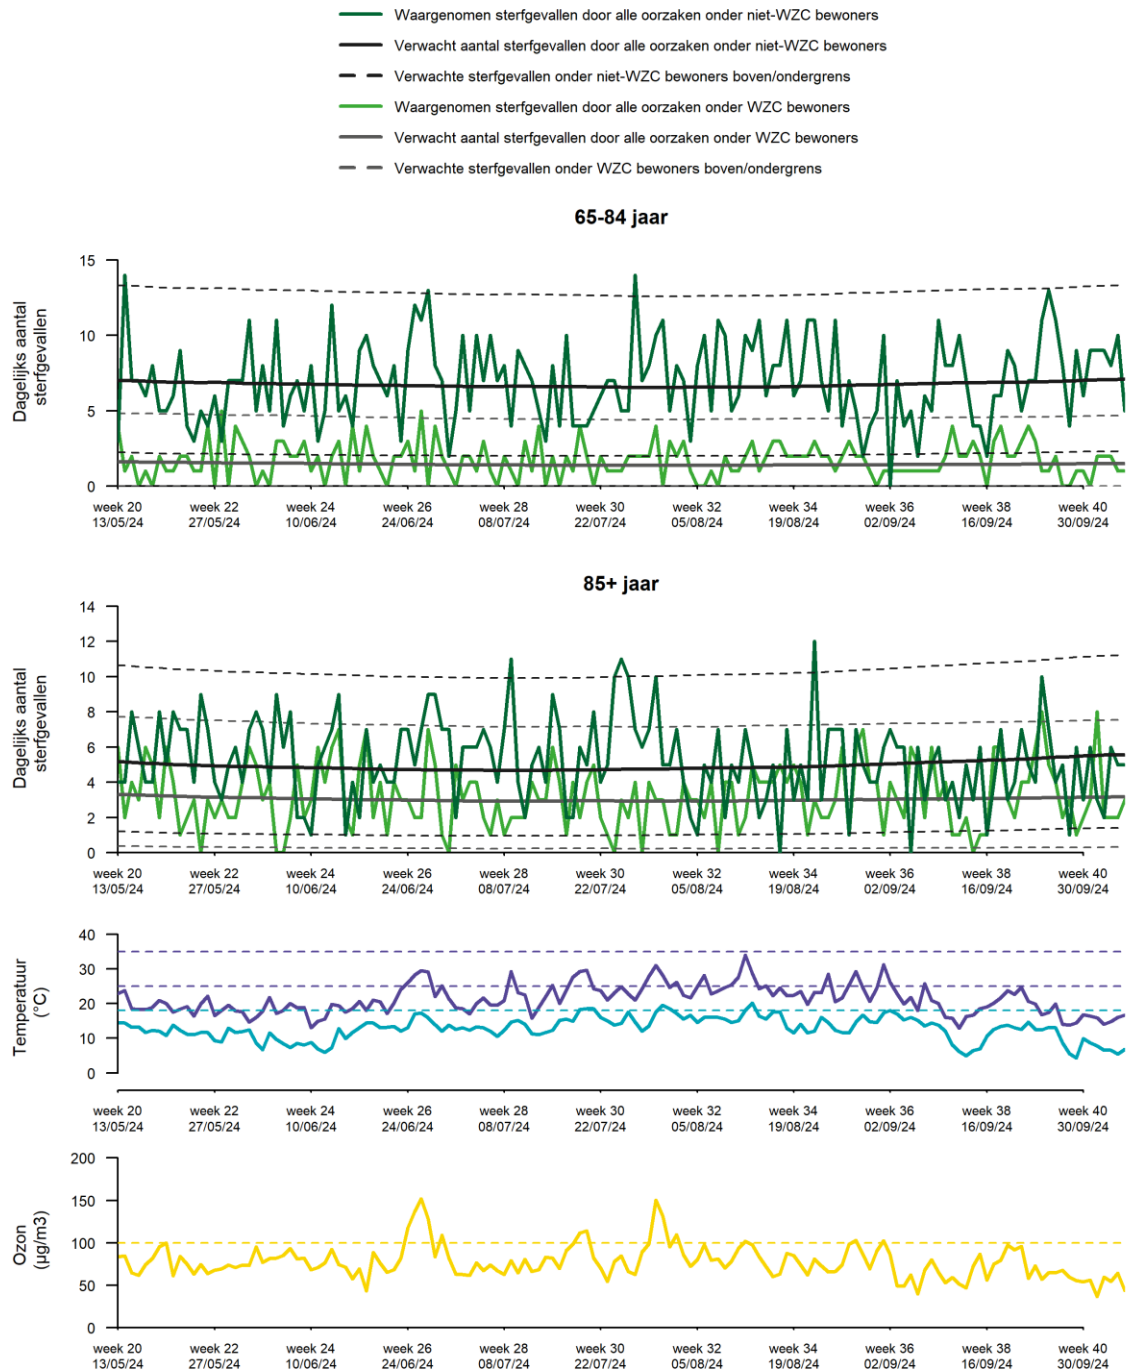 Waargenomen sterfgevallen door alle oorzaken onder niet-WZC bewoners
Verwacht aantal sterfgevallen door alle oorzaken onder niet-WZC bewoners
Verwachte sterfgevallen onder niet-WZC bewoners boven/ondergrens
Waargenomen sterfgevallen door alle oorzaken onder WZC bewoners
Verwacht aantal sterfgevallen door alle oorzaken onder WZC bewoners
Verwachte sterfgevallen onder WZC bewoners boven/ondergrens
65-84 jaar
Dagelijks aantal
sterfgevallen
15
10
5
0
week 20 week 22 week 24 week 26 week 28 week 30 week 32 week 34 week 36 week 38 week 40
13/05/24 27/05/24 10/06/24 24/06/24 08/07/24 22/07/24 05/08/24 19/08/24 02/09/24 16/09/24 30/09/24
85+ jaar
Dagelijks aantal
sterfgevallen
14
12
10
8
6
4
2
0
week 20 week 22 week 24 week 26 week 28 week 30 week 32 week 34 week 36 week 38 week 40
13/05/24 27/05/24 10/06/24 24/06/24 08/07/24 22/07/24 05/08/24 19/08/24 02/09/24 16/09/24 30/09/24
Temperatuur
(°C)
40
30
20
10
0
week 20 week 22 week 24 week 26 week 28 week 30 week 32 week 34 week 36 week 38 week 40
13/05/24 27/05/24 10/06/24 24/06/24 08/07/24 22/07/24 05/08/24 19/08/24 02/09/24 16/09/24 30/09/24
Ozon
(µg/m3)
200
150
100
50
0
week 20 week 22 week 24 week 26 week 28 week 30 week 32 week 34 week 36 week 38 week 40
13/05/24 27/05/24 10/06/24 24/06/24 08/07/24 22/07/24 05/08/24 19/08/24 02/09/24 16/09/24 30/09/24